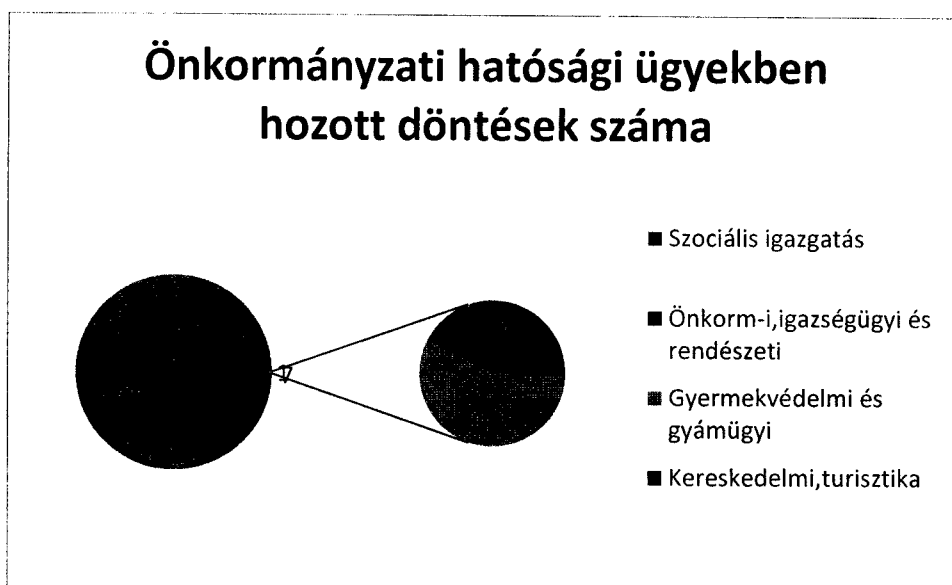 Önkormányzati hatósági ügyekben
hozott döntések száma
Szociális igazgatás
Önkorm-i,igazségügyi és
rendészeti
Gyermekvédelmi és
gyámügyi
Kereskedelmi,turisztika